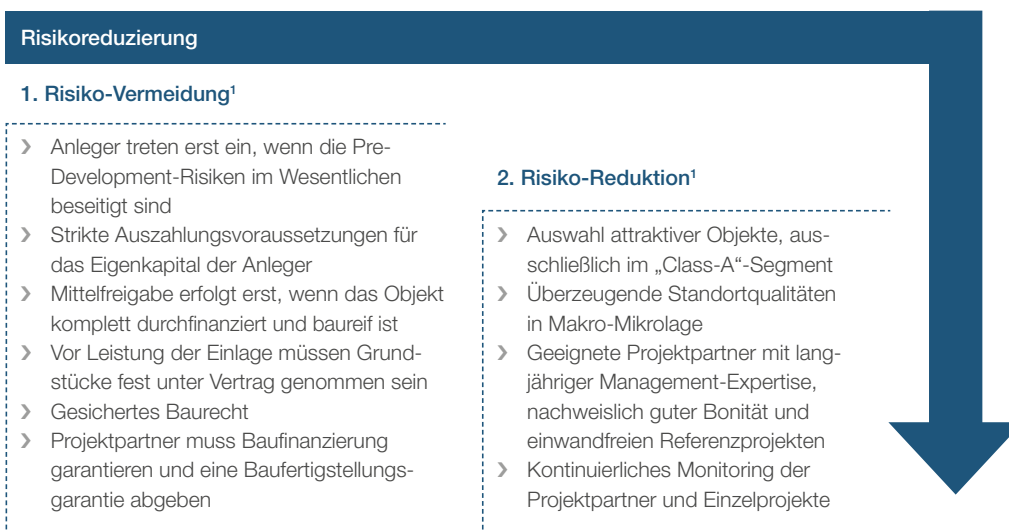 Risikoreduzierung
1. Risiko-Vermeidung¹
› Anleger treten erst ein, wenn die Pre-
Development-Risiken im Wesentlichen
beseitigt sind
› Strikte Auszahlungsvoraussetzungen für
das Eigenkapital der Anleger
› Mittelfreigabe erfolgt erst, wenn das Objekt
komplett durchfinanziert und baureif ist
› Vor Leistung der Einlage müssen Grund-
stücke fest unter Vertrag genommen sein
› Gesichertes Baurecht
› Projektpartner muss Baufinanzierung
garantieren und eine Baufertigstellungs-
garantie abgeben
2. Risiko-Reduktion¹
› Auswahl attraktiver Objekte, aus-
schließlich im „Class-A“-Segment
› Überzeugende Standortqualitäten
in Makro-Mikrolage
› Geeignete Projektpartner mit lang-
jähriger Management-Expertise,
nachweislich guter Bonität und
einwandfreien Referenzprojekten
› Kontinuierliches Monitoring der
Projektpartner und Einzelprojekte